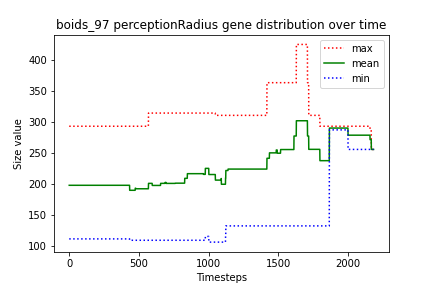 boids_97 perceptionRadius gene distribution over time
max
mean
min
Size value
400
350
300
250
200
150
100
0
500
1000
1500
2000
Timesteps